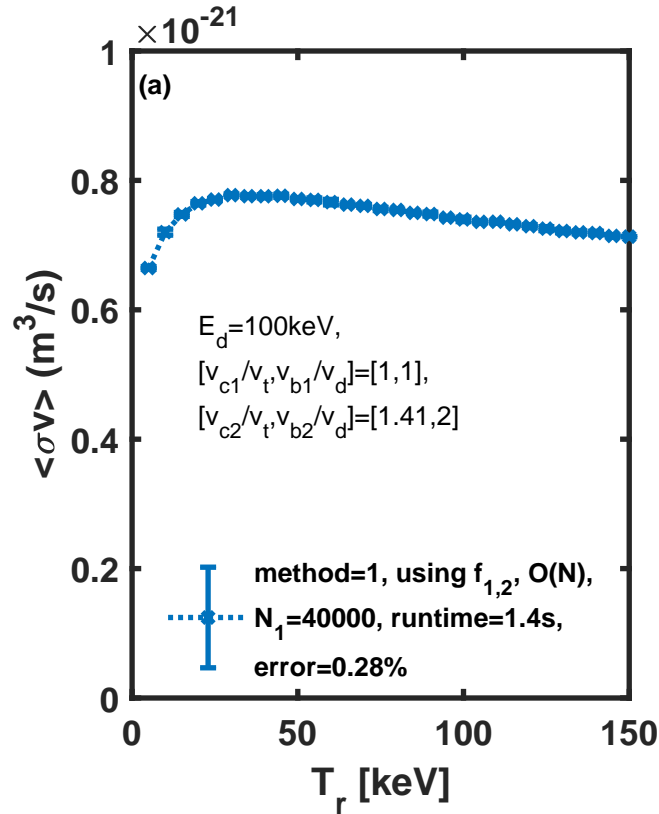 ×10^-21
1
(a)
0.8
0.6
0.4
0.2
0
<σv> (m^3/s)
E_d=100keV,
[v_c1/v_t,v_b1/v_d]=[1,1],
[v_c2/v_t,v_b2/v_d]=[1.41,2]
method=1, using f_1,2, O(N),
N_1=40000, runtime=1.4s,
error=0.28%
0 50 100 150
T_r [keV]